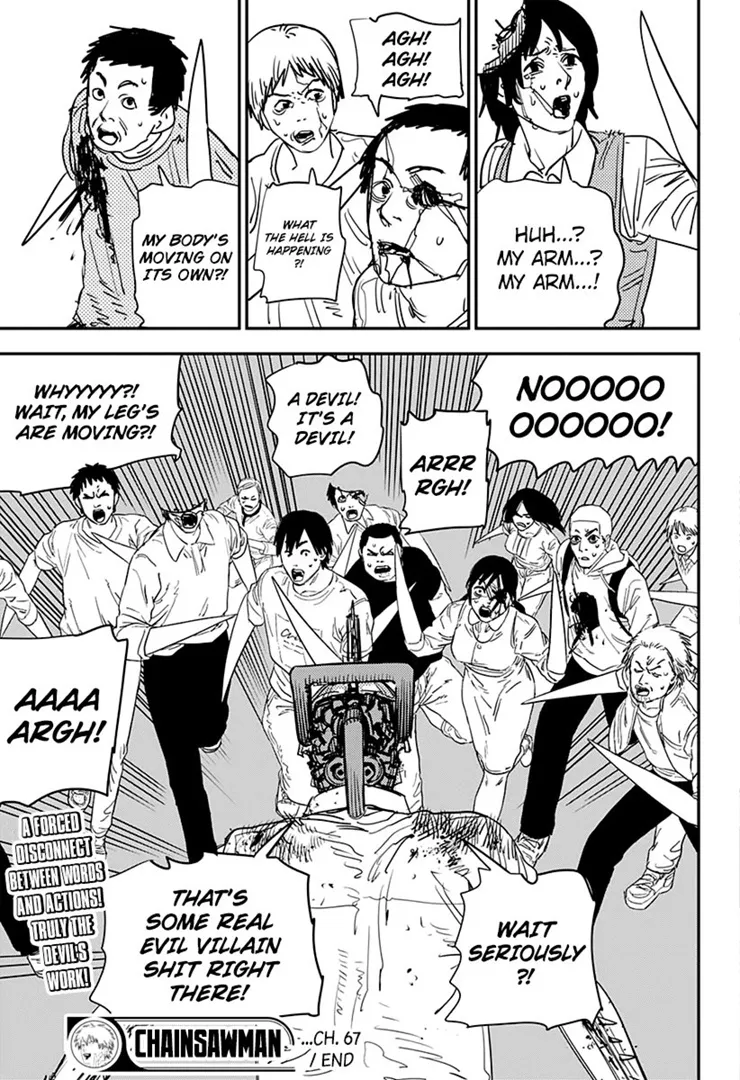 AGH!
AGH!
AGH!
MY BODY'S
MOVING ON
ITS OWN?!
WHAT
THE HELL IS
HAPPENING
?!
HUH...?
MY ARM...?
MY ARM...!
WHYYYYY?!
WAIT, MY LEG'S
ARE MOVING?!
A DEVIL!
IT'S A
DEVIL!
ARRR
RGH!
NOOOOO
OOOOOO!
AAAA
ARGH!
A FORCED
DISCONNECT
BETWEEN WORDS
AND ACTIONS!
TRULY THE
DEVIL'S
WORK!
THAT'S
SOME REAL
EVIL VILLAIN
SHIT RIGHT
THERE!
WAIT
SERIOUSLY
?!
CHAINSAWMAN
...CH. 67
/ END